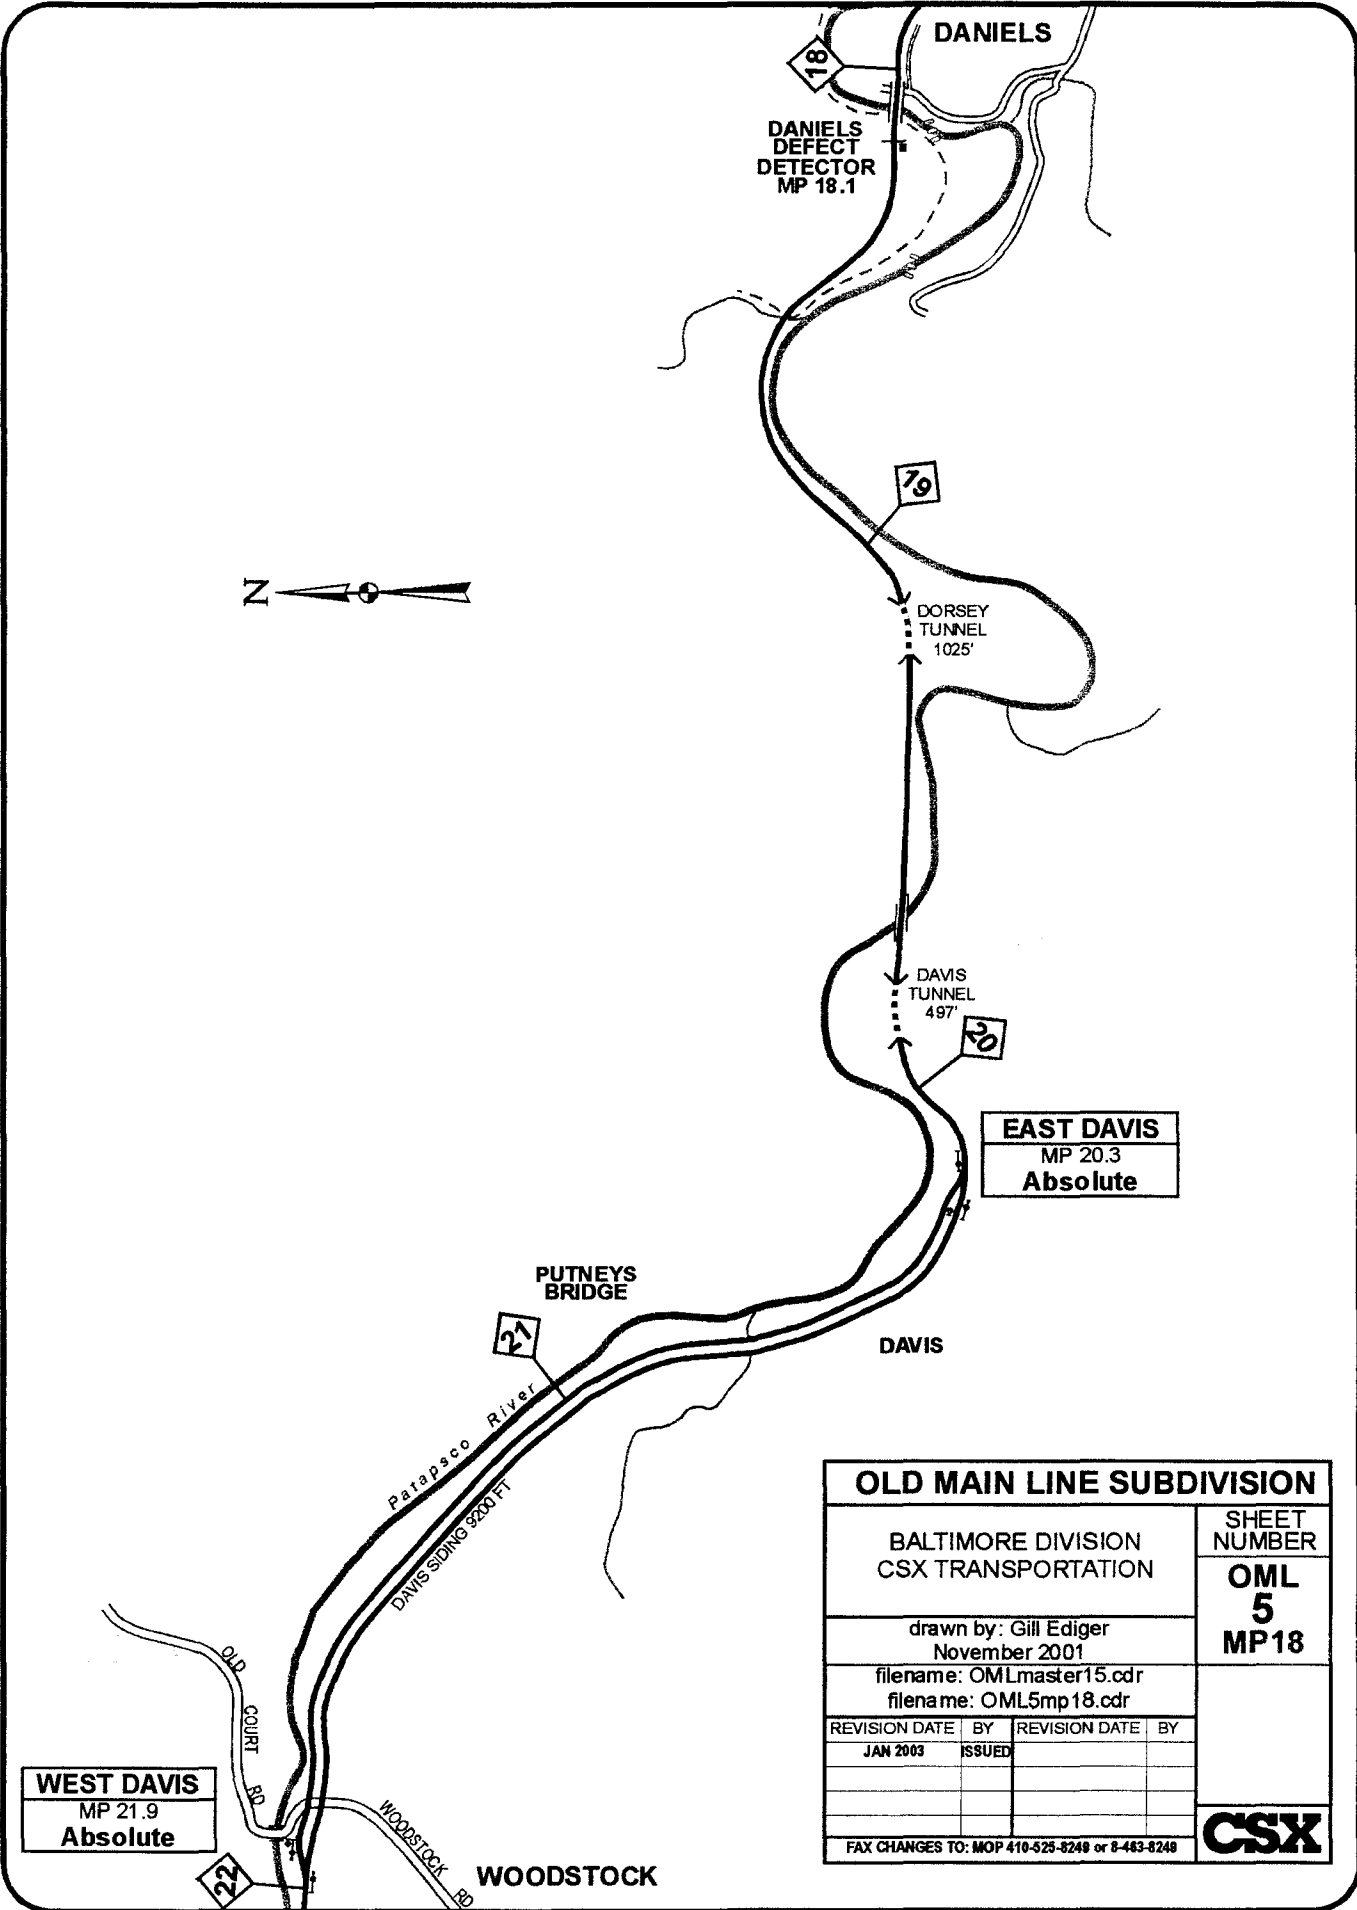 DANIELS
18
DANIELS
DEFECT
DETECTOR
MP 18.1
19
N
DORSEY
TUNNEL
1025'
DAVIS
TUNNEL
497'
20
EAST DAVIS
MP 20.3
Absolute
PUTNEYS
BRIDGE
21
DAVIS
Patapsco River
DAVIS SIDING 9200 FT
OLD COURT RD
WEST DAVIS
MP 21.9
Absolute
22
WOODSTOCK RD
WOODSTOCK
OLD MAIN LINE SUBDIVISION
BALTIMORE DIVISION
CSX TRANSPORTATION
SHEET
NUMBER
OML
5
MP18
drawn by: Gill Ediger
November 2001
filename: OMLmaster15.cdr
filename: OML5mp18.cdr
REVISION DATE BY REVISION DATE BY
JAN 2003 ISSUED
FAX CHANGES TO: MOP 410-525-8249 or 8-463-8249
CSX